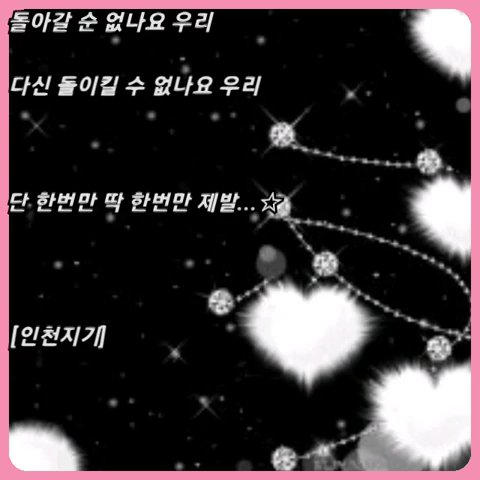 돌아갈 순 없나요 우리
다신 돌이킬 수 없나요 우리
단 한번만 딱 한번만 제발...☆
[인천지기]